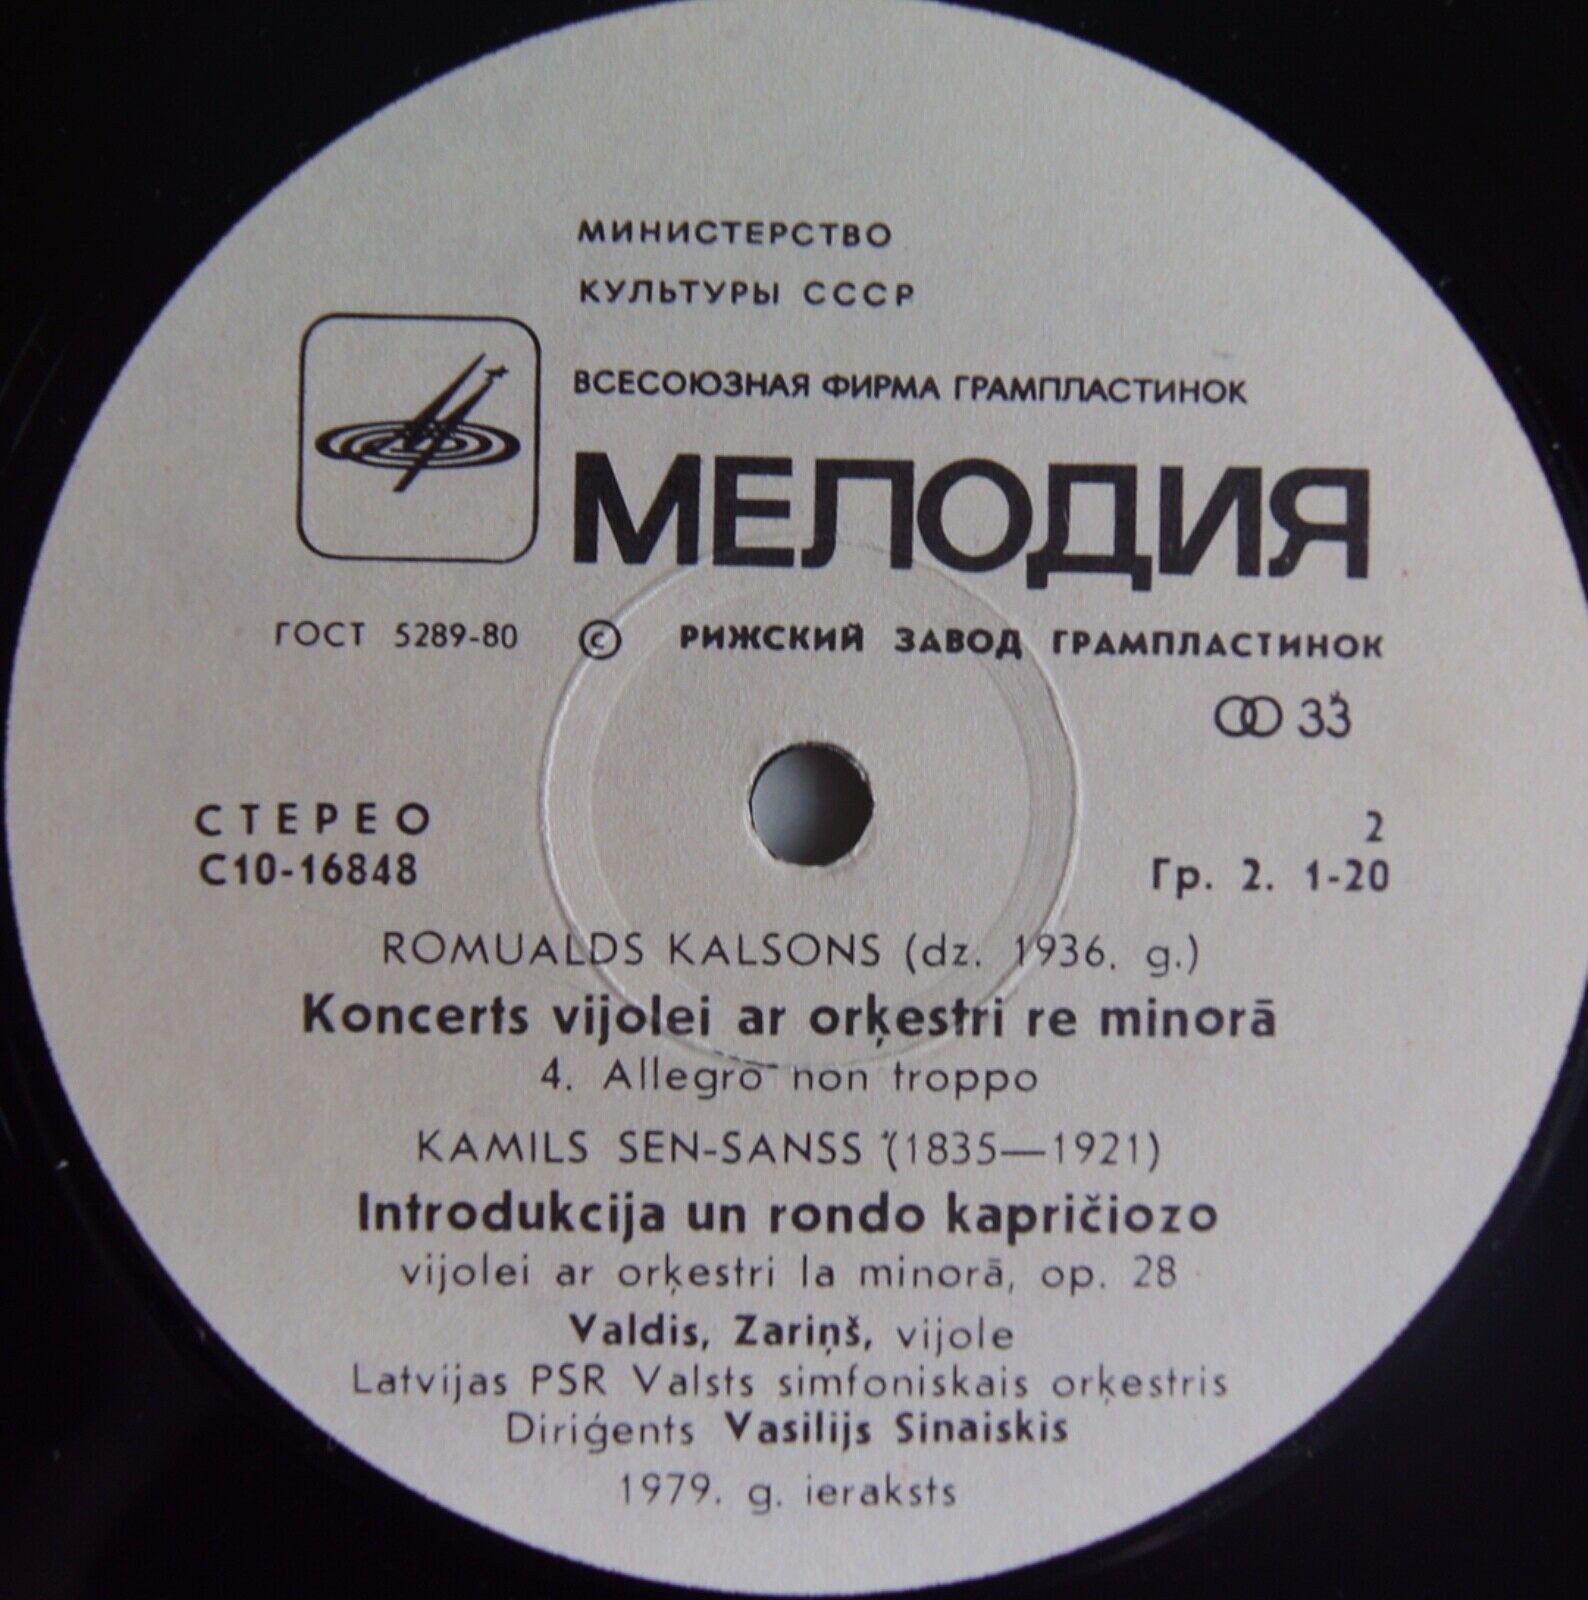 МИНИСТЕРСТВО
КУЛЬТУРЫ СССР
ВСЕСОЮЗНАЯ ФИРМА ГРАМПЛАСТИНОК
МЕЛОДИЯ
ГОСТ 5289-80 © РИЖСКИЙ ЗАВОД ГРАМПЛАСТИНОК
33
СТЕРЕО 2
С10-16848 Гр. 2. 1-20
ROMUALDS KALSONS (dz. 1936. g.)
Koncerts vijolei ar orķestri re minorā
4. Allegro non troppo
KAMILS SEN-SANSS (1835—1921)
Introdukcija un rondo kapričiozo
vijolei ar orķestri la minorā, op. 28
Valdis, Zariņš, vijole
Latvijas PSR Valsts simfoniskais orķestris
Diriģents Vasilijs Sinaiskis
1979. g. ieraksts